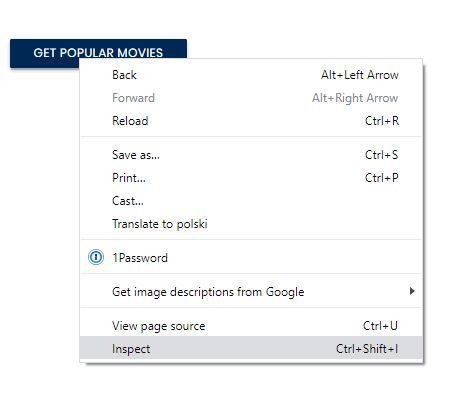 GET POPULAR MOVIES
Back Alt+Left Arrow
Forward Alt+Right Arrow
Reload Ctrl+R
Save as... Ctrl+S
Print... Ctrl+P
Cast...
Translate to polski
1Password
Get image descriptions from Google
View page source Ctrl+U
Inspect Ctrl+Shift+I